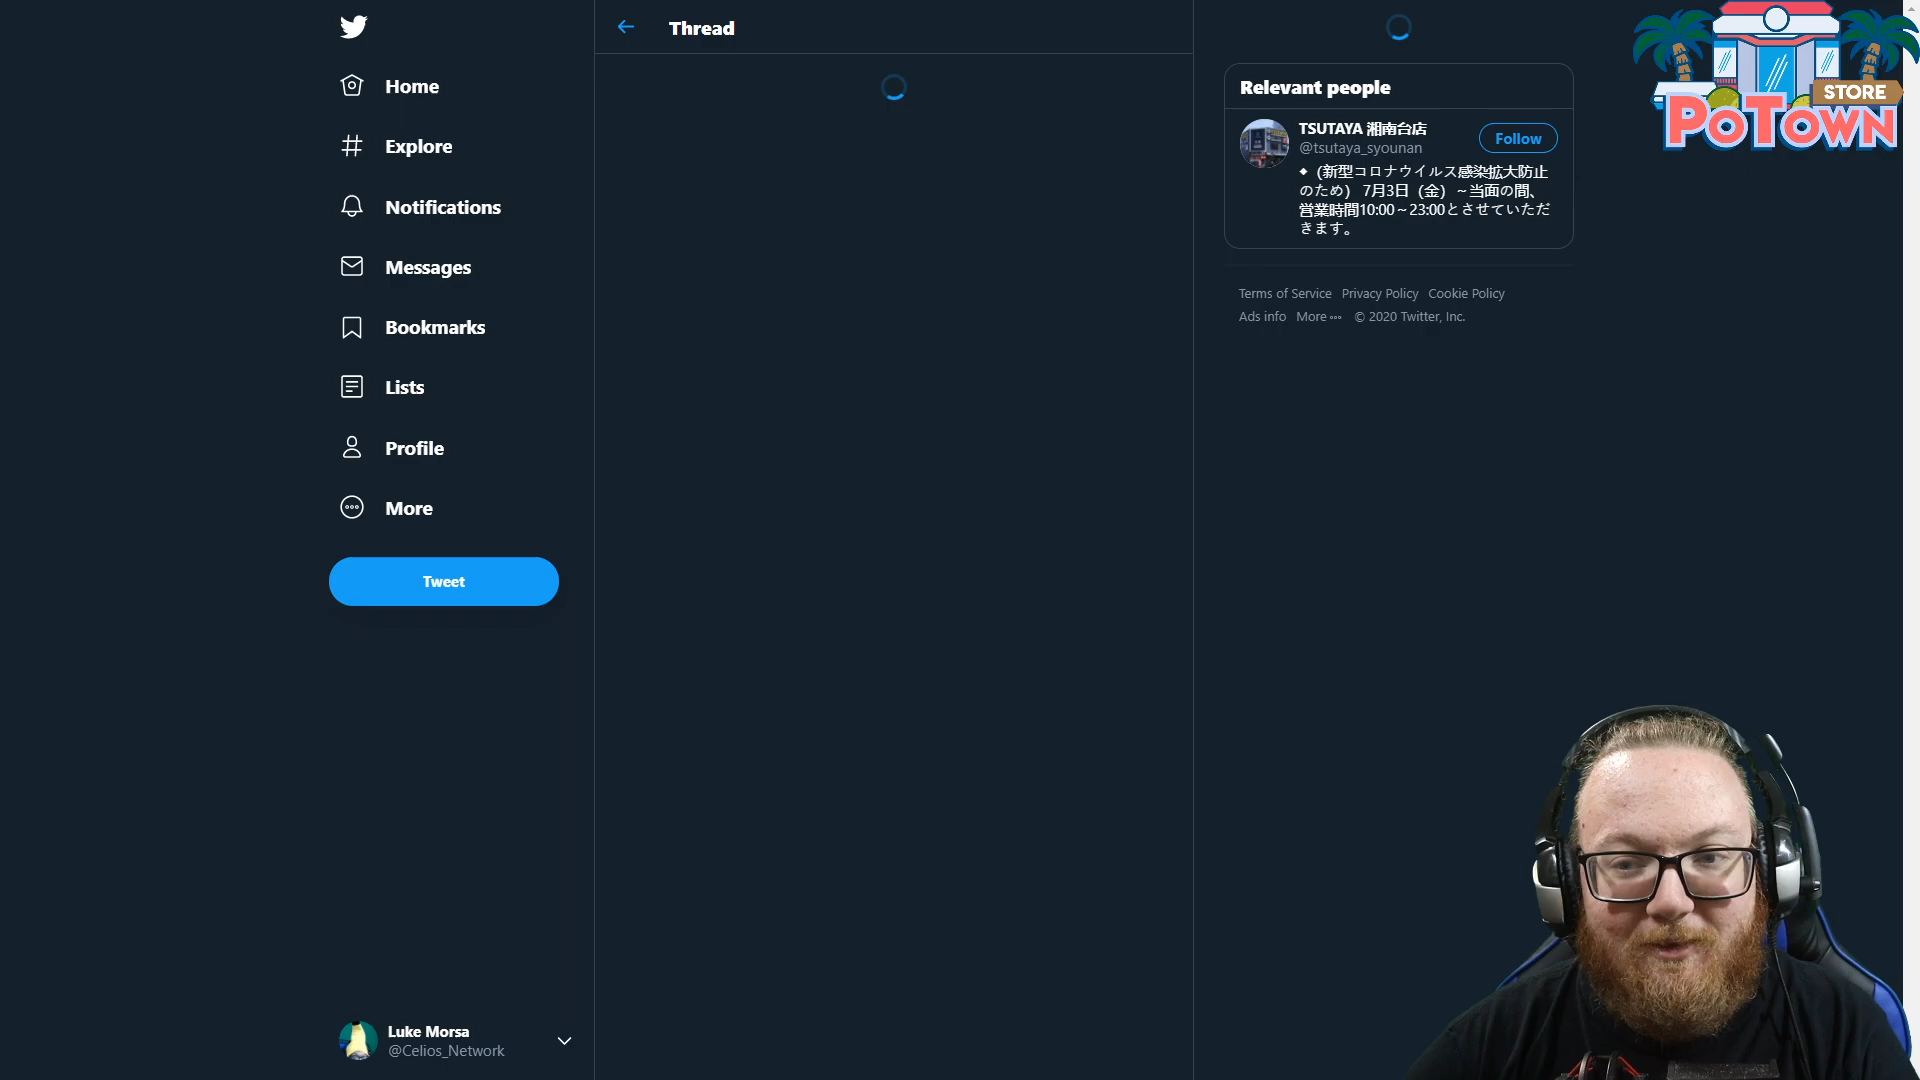 Home
Explore
Notifications
Messages
Bookmarks
Lists
Profile
More
Tweet
Luke Morsa
@Celios_Network
Thread
Relevant people
TSUTAYA 湘南台店
@tsutaya_syounan
Follow
🔸(新型コロナウイルス感染拡大防止
のため) 7月3日(金)~当面の間、
営業時間10:00~23:00とさせていただ
きます。
Terms of Service Privacy Policy Cookie Policy
Ads info More © 2020 Twitter, Inc.
STORE
POTOWN